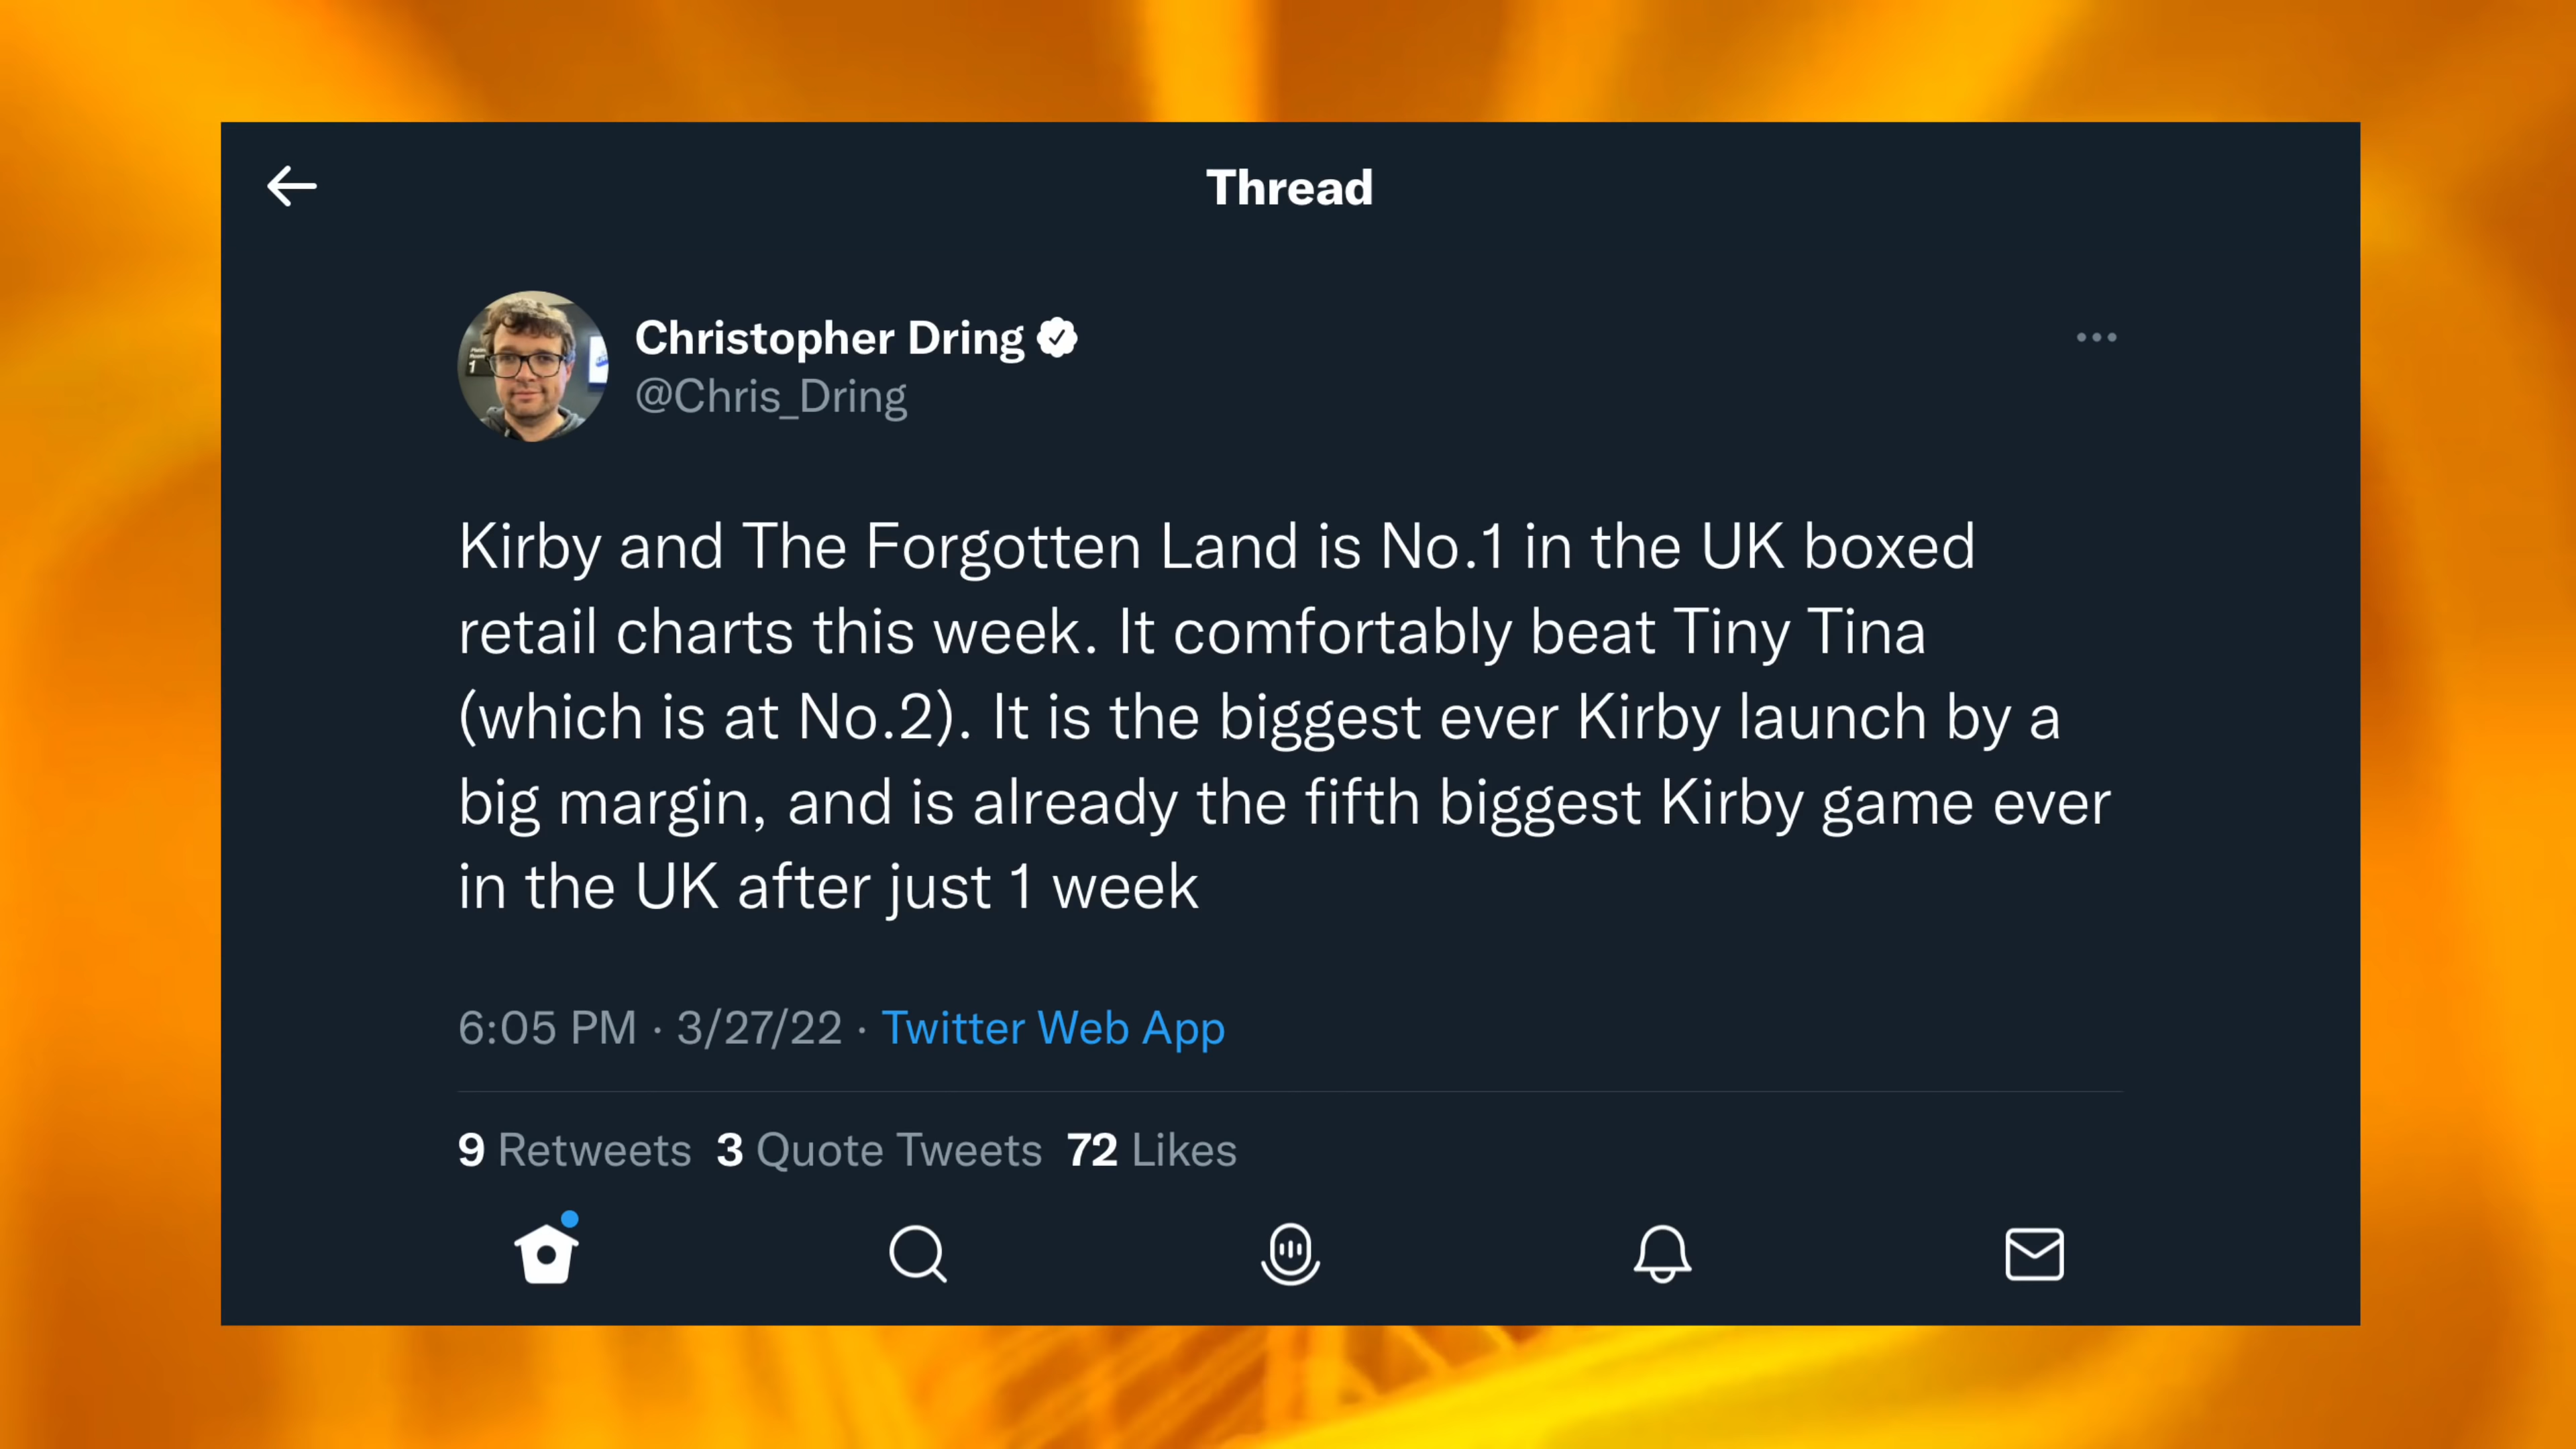 Thread
Christopher Dring
@Chris_Dring
Kirby and The Forgotten Land is No.1 in the UK boxed
retail charts this week. It comfortably beat Tiny Tina
(which is at No.2). It is the biggest ever Kirby launch by a
big margin, and is already the fifth biggest Kirby game ever
in the UK after just 1 week
6:05 PM · 3/27/22 · Twitter Web App
9 Retweets 3 Quote Tweets 72 Likes